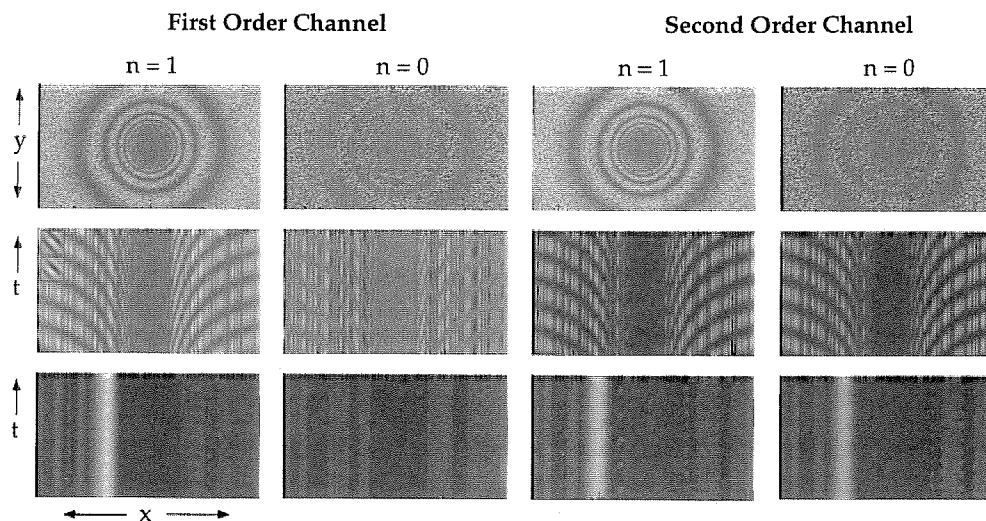 First Order Channel
Second Order Channel
n = 1
n = 0
n = 1
n = 0
y
t
t
x